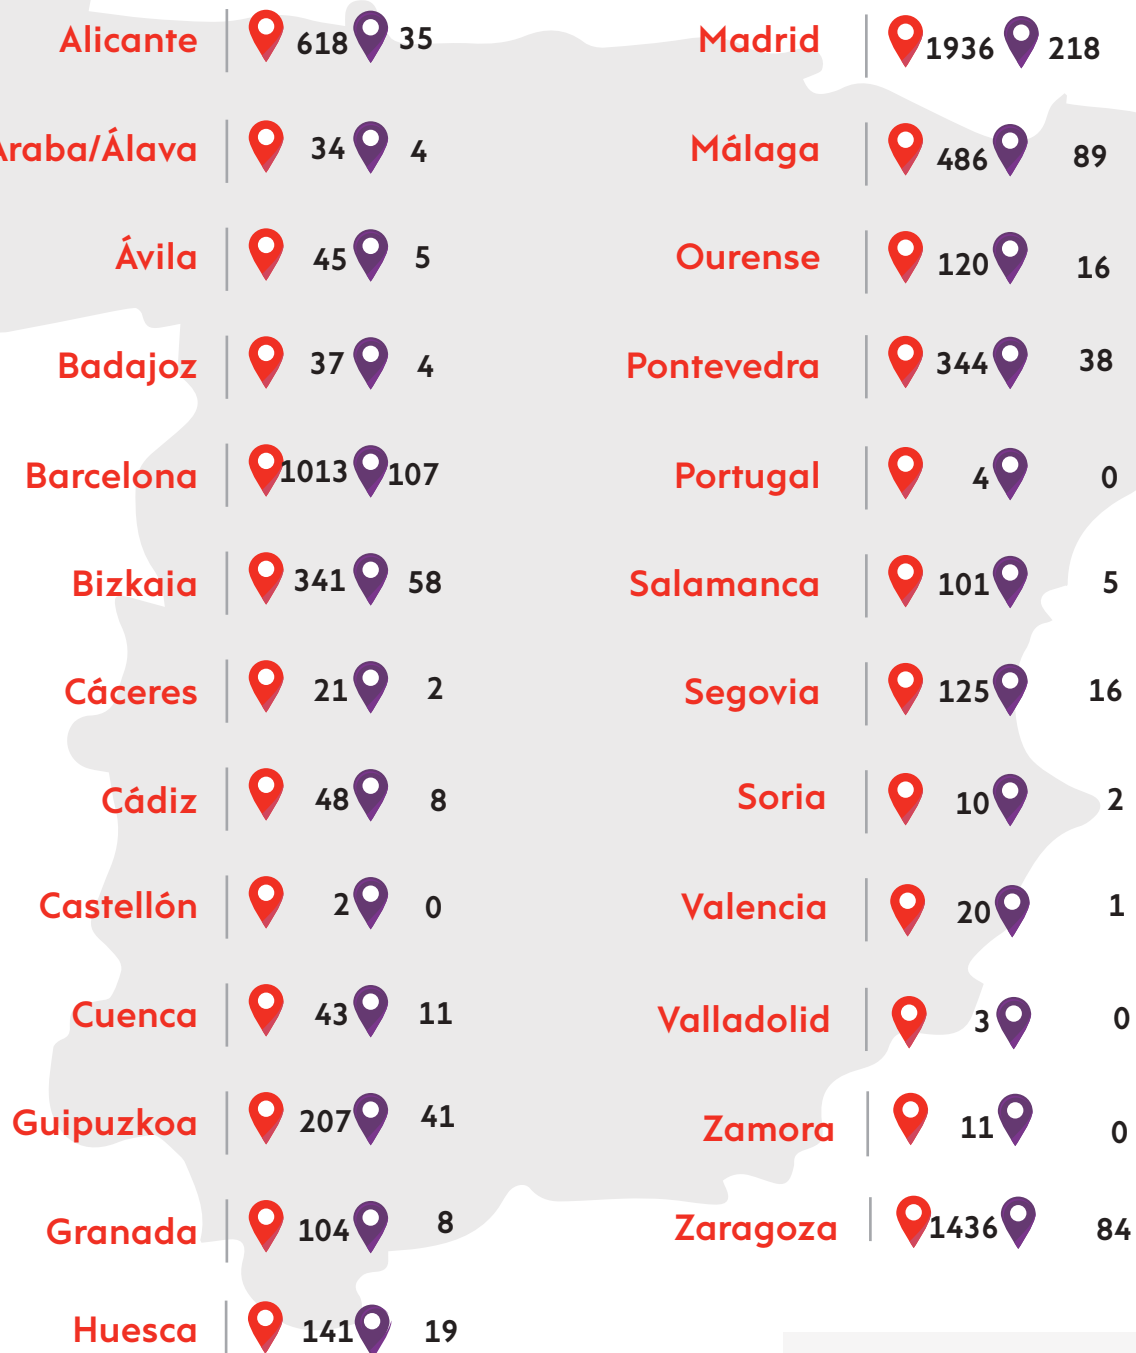 Alicante 618 35
Araba/Álava 34 4
Ávila 45 5
Badajoz 37 4
Barcelona 1013 107
Bizkaia 341 58
Cáceres 21 2
Cádiz 48 8
Castellón 2 0
Cuenca 43 11
Guipuzkoa 207 41
Granada 104 8
Huesca 141 19
Madrid 1936 218
Málaga 486 89
Ourense 120 16
Pontevedra 344 38
Portugal 4 0
Salamanca 101 5
Segovia 125 16
Soria 10 2
Valencia 20 1
Valladolid 3 0
Zamora 11 0
Zaragoza 1436 84